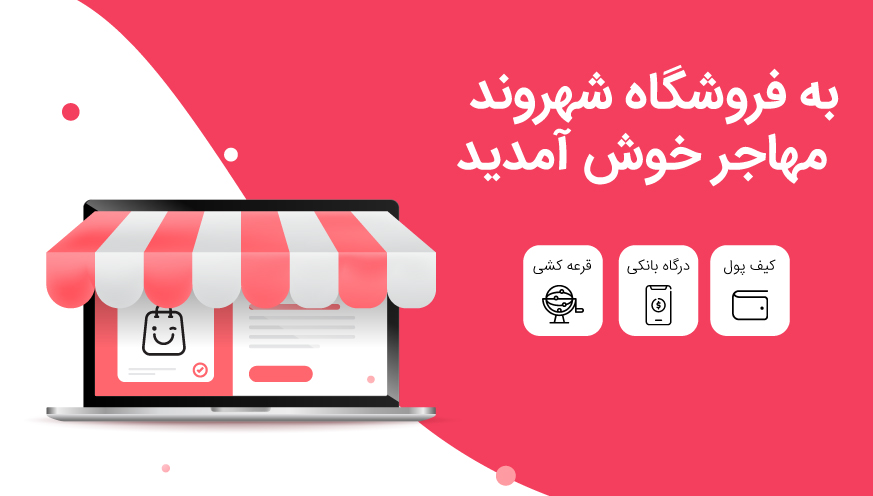 به فروشگاه شهروند
مهاجر خوش آمدید
کیف پول
درگاه بانکی
قرعه کشی